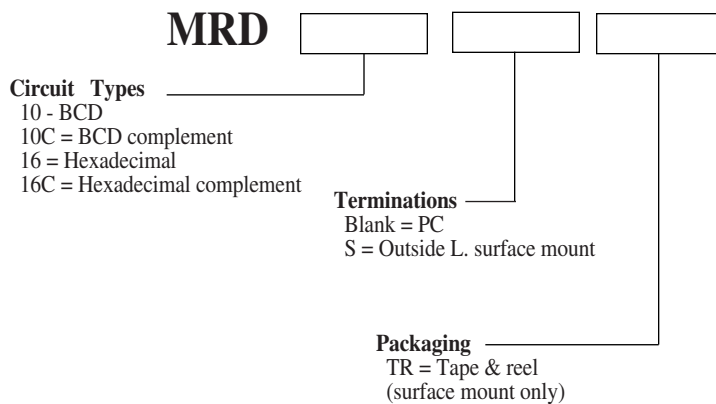 MRD
Circuit Types
10 - BCD
10C = BCD complement
16 = Hexadecimal
16C = Hexadecimal complement
Terminations
Blank = PC
S = Outside L. surface mount
Packaging
TR = Tape & reel
(surface mount only)